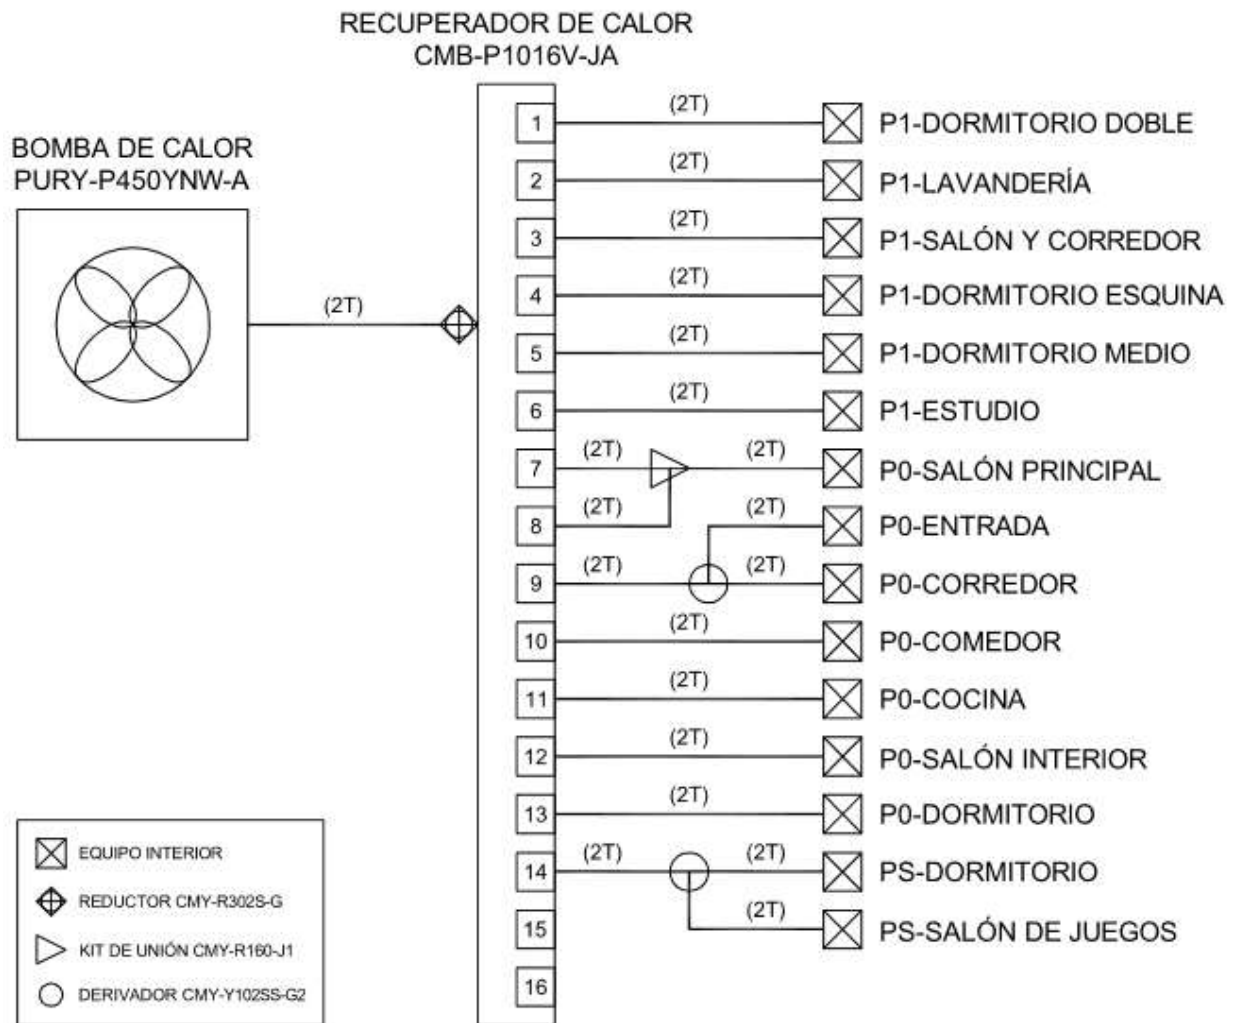 RECUPERADOR DE CALOR
CMB-P1016V-JA
BOMBA DE CALOR
PURY-P450YNW-A
(2T)
1 (2T) P1-DORMITORIO DOBLE
2 (2T) P1-LAVANDERÍA
3 (2T) P1-SALÓN Y CORREDOR
4 (2T) P1-DORMITORIO ESQUINA
5 (2T) P1-DORMITORIO MEDIO
6 (2T) P1-ESTUDIO
7 (2T) (2T) P0-SALÓN PRINCIPAL
8 (2T) (2T) P0-ENTRADA
9 (2T) (2T) P0-CORREDOR
10 (2T) P0-COMEDOR
11 (2T) P0-COCINA
12 (2T) P0-SALÓN INTERIOR
13 (2T) P0-DORMITORIO
14 (2T) (2T) PS-DORMITORIO
15 (2T) PS-SALÓN DE JUEGOS
16
EQUIPO INTERIOR
REDUCTOR CMY-R302S-G
KIT DE UNIÓN CMY-R160-J1
DERIVADOR CMY-Y102SS-G2